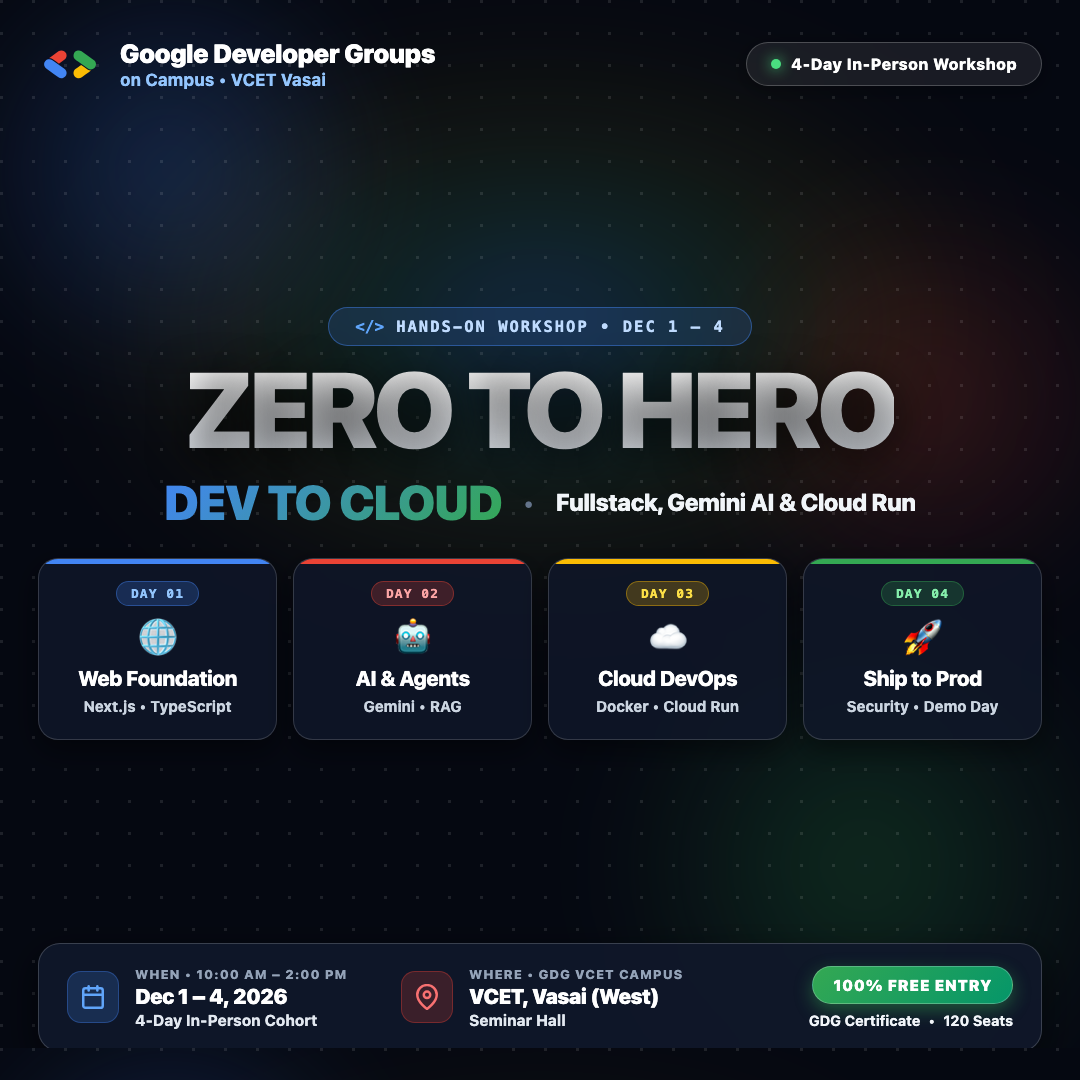 Google Developer Groups
on Campus • VCET Vasai
4-Day In-Person Workshop
</> HANDS-ON WORKSHOP • DEC 1 – 4
ZERO TO HERO
DEV TO CLOUD • Fullstack, Gemini AI & Cloud Run
DAY 01
Web Foundation
Next.js • TypeScript
DAY 02
AI & Agents
Gemini • RAG
DAY 03
Cloud DevOps
Docker • Cloud Run
DAY 04
Ship to Prod
Security • Demo Day
WHEN • 10:00 AM – 2:00 PM
Dec 1 – 4, 2026
4-Day In-Person Cohort
WHERE • GDG VCET CAMPUS
VCET, Vasai (West)
Seminar Hall
100% FREE ENTRY
GDG Certificate • 120 Seats